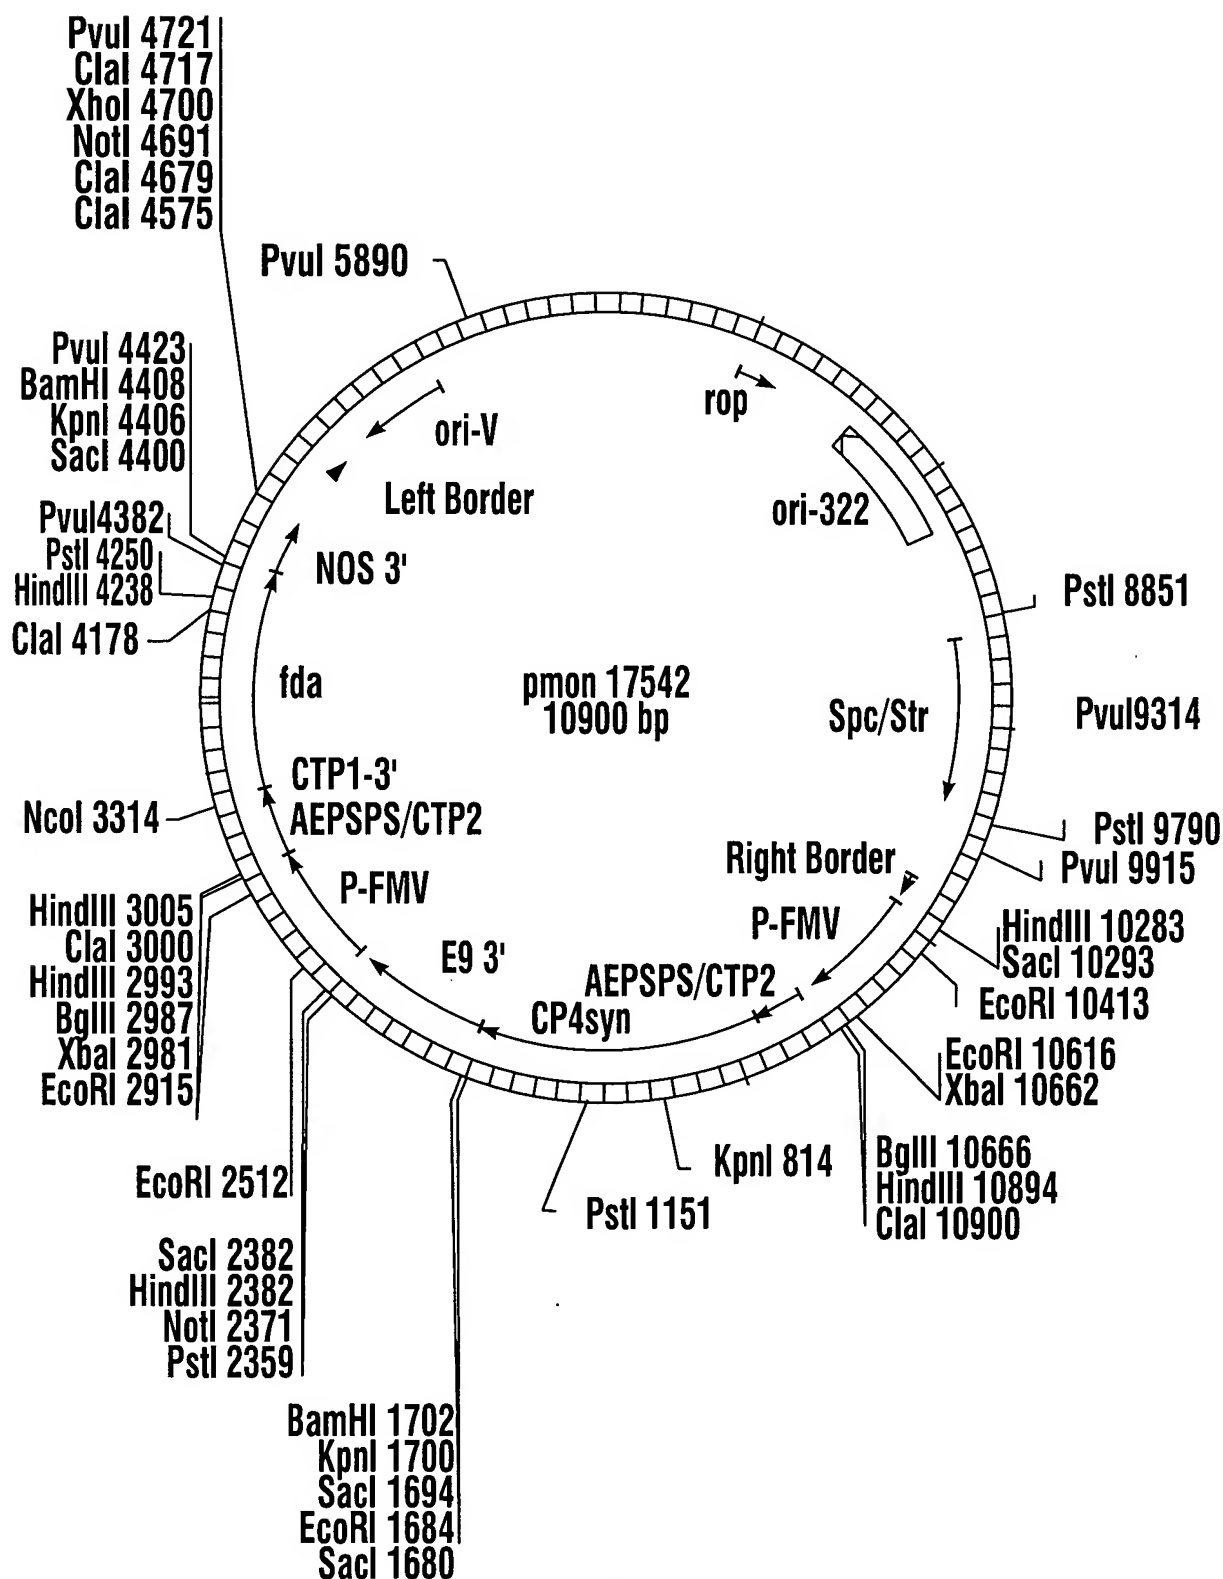 PvuI 4721
ClaI 4717
XhoI 4700
NotI 4691
ClaI 4679
ClaI 4575
PvuI 5890
PvuI 4423
BamHI 4408
KpnI 4406
SacI 4400
PvuI4382
PstI 4250
HindIII 4238
ClaI 4178
rop
ori-V
Left Border
ori-322
NOS 3'
PstI 8851
fda
pmon 17542
10900 bp
Spc/Str
PvuI9314
CTP1-3'
AEPSPS/CTP2
NcoI 3314
PstI 9790
PvuI 9915
Right Border
P-FMV
P-FMV
HindIII 3005
ClaI 3000
HindIII 2993
BglII 2987
XbaI 2981
EcoRI 2915
HindIII 10283
SacI 10293
EcoRI 10413
E9 3'
AEPSPS/CTP2
CP4syn
EcoRI 10616
XbaI 10662
KpnI 814
BglII 10666
HindIII 10894
ClaI 10900
EcoRI 2512
PstI 1151
SacI 2382
HindIII 2382
NotI 2371
PstI 2359
BamHI 1702
KpnI 1700
SacI 1694
EcoRI 1684
SacI 1680